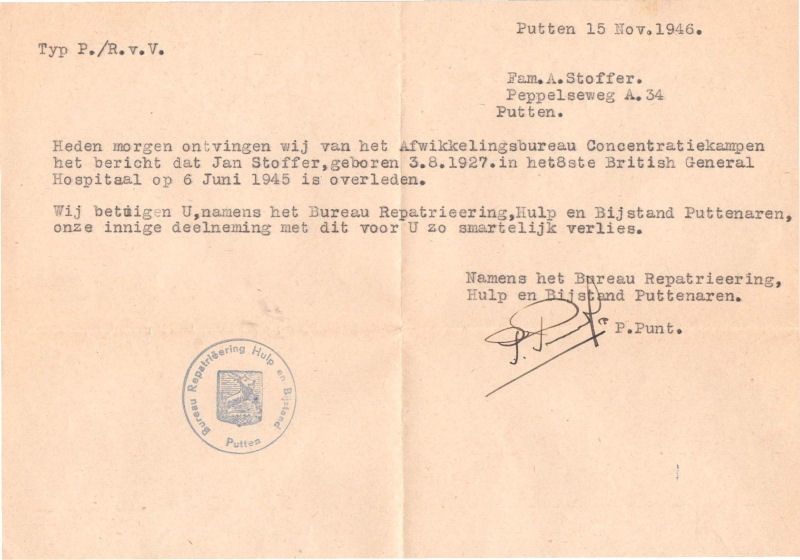 Putten 15 Nov.1946.
Typ P./R.v.V.
Fam.A.Stoffer.
Peppelseweg A.34
Putten.
Heden morgen ontvingen wij van het Afwikkelingsbureau Concentratiekampen
het bericht dat Jan Stoffer,geboren 3.8.1927.in het8ste British General
Hospitaal op 6 Juni 1945 is overleden.
Wij betuigen U,namens het Bureau Repatrieering,Hulp en Bijstand Puttenaren,
onze innige deelneming met dit voor U zo smartelijk verlies.
Namens het Bureau Repatrieering,
Hulp en Bijstand Puttenaren.
P. Punt
P.Punt.
Bureau Repatriëering Hulp en Bijstand
Putten